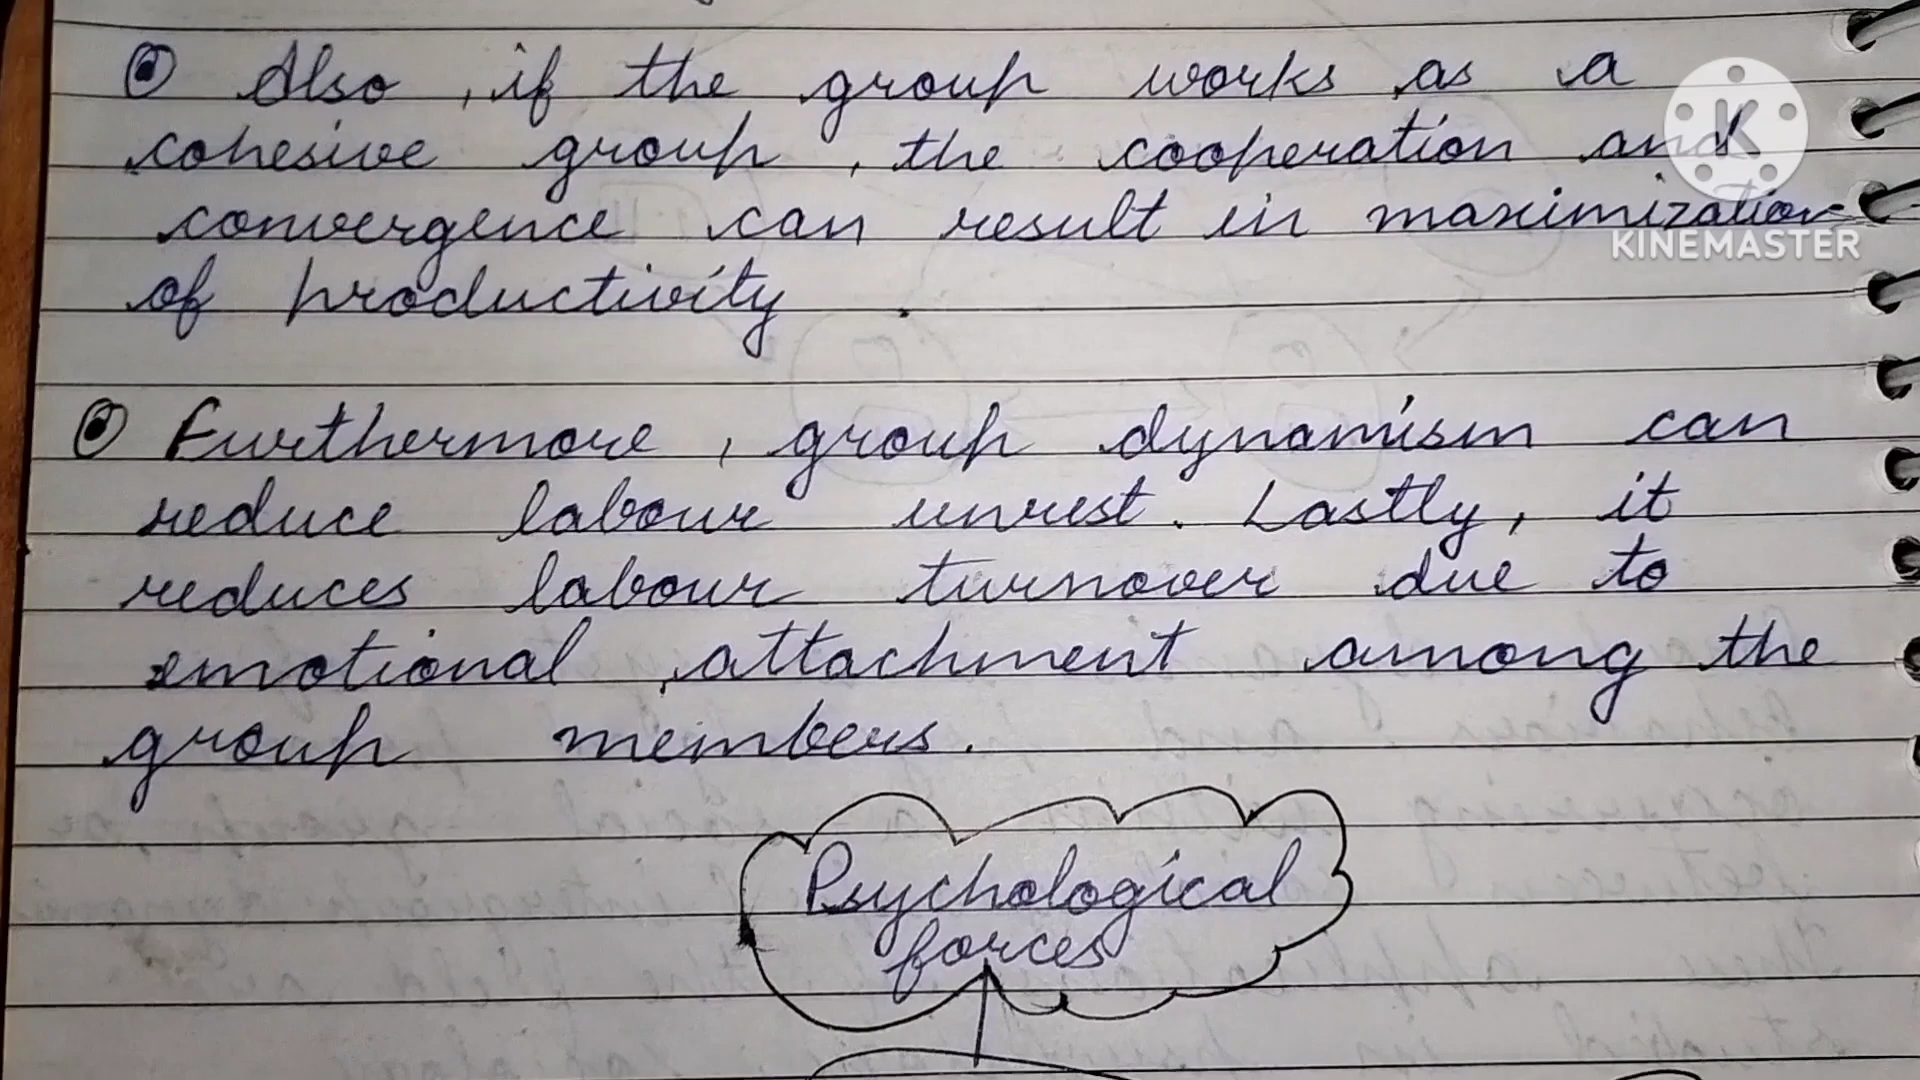 Also, if the group works as a
cohesive group, the cooperation and
convergence can result in maximization
of productivity.
Furthermore, group dynamism can
reduce labour unrest. Lastly, it
reduces labour turnover due to
emotional attachment among the
group members.
Psychological
forces
K
KINEMASTER